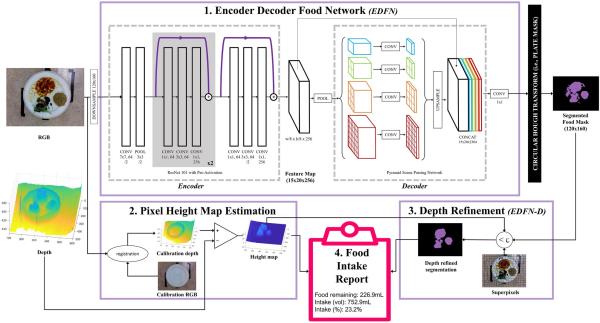 1. Encoder Decoder Food Network (EDFN)
RGB
DOWNSAMPLE 120x160
CONV
7x7, 64
/2
POOL
3x3
/2
CONV
1x1, 64
CONV
3x3, 64
CONV
1x1,
256
x2
CONV
1x1, 64
CONV
3x3, 64
CONV
1x1,
256
ResNet 101 with Pre-Activation
Encoder
w/8 x h/8 x 256
Feature Map
(15x20x256)
POOL
CONV
CONV
CONV
CONV
UPSAMPLE
CONCAT
Pyramid Scene Parsing Network
Decoder
CONV
1x1
CIRCULAR HOUGH TRANSFORM (i.e., PLATE MASK)
Segmented
Food Mask
(120x160)
Depth
2. Pixel Height Map Estimation
registration
Calibration depth
Calibration RGB
Height map
4. Food
Intake
Report
Food remaining: 226.9mL
Intake (vol): 752.9mL
Intake (%): 23.2%
3. Depth Refinement (EDFN-D)
Depth refined
segmentation
Superpixels